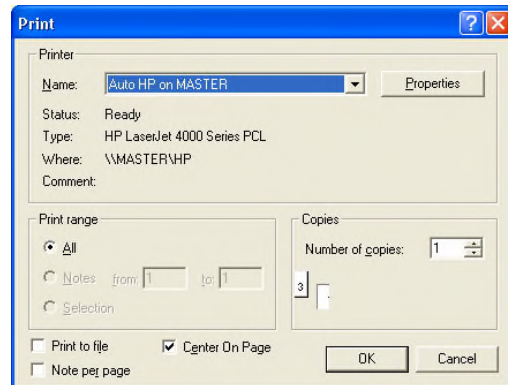 Print
Printer
Name: Auto HP on MASTER Properties
Status: Ready
Type: HP LaserJet 4000 Series PCL
Where: \\MASTER\HP
Comment:
Print range
All
Notes from: 1 to: 1
Selection
Copies
Number of copies: 1
3
Print to file Center On Page
Note per page
OK Cancel